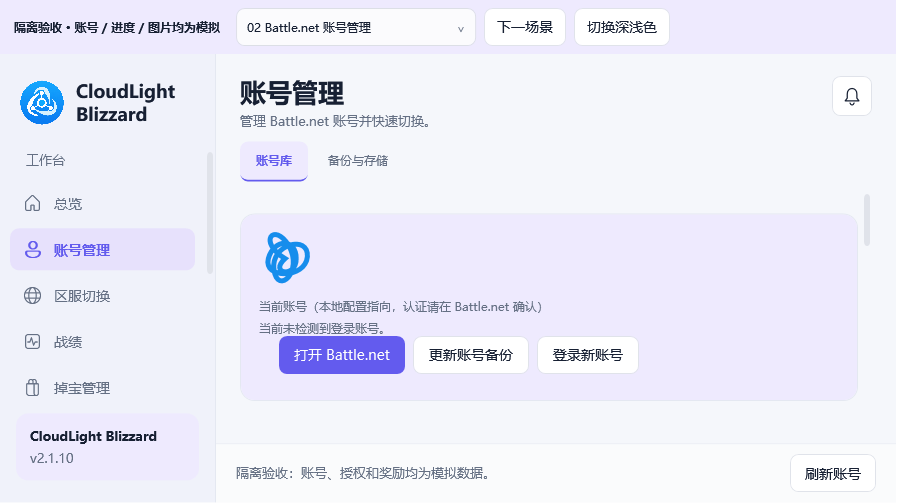 隔离验收・账号 / 进度 / 图片均为模拟
02 Battle.net 账号管理
下一场景
切换深浅色
CloudLight
Blizzard
工作台
总览
账号管理
区服切换
战绩
掉宝管理
CloudLight Blizzard
v2.1.10
账号管理
管理 Battle.net 账号并快速切换。
账号库
备份与存储
当前账号（本地配置指向，认证请在 Battle.net 确认）
当前未检测到登录账号。
打开 Battle.net
更新账号备份
登录新账号
隔离验收：账号、授权和奖励均为模拟数据。
刷新账号